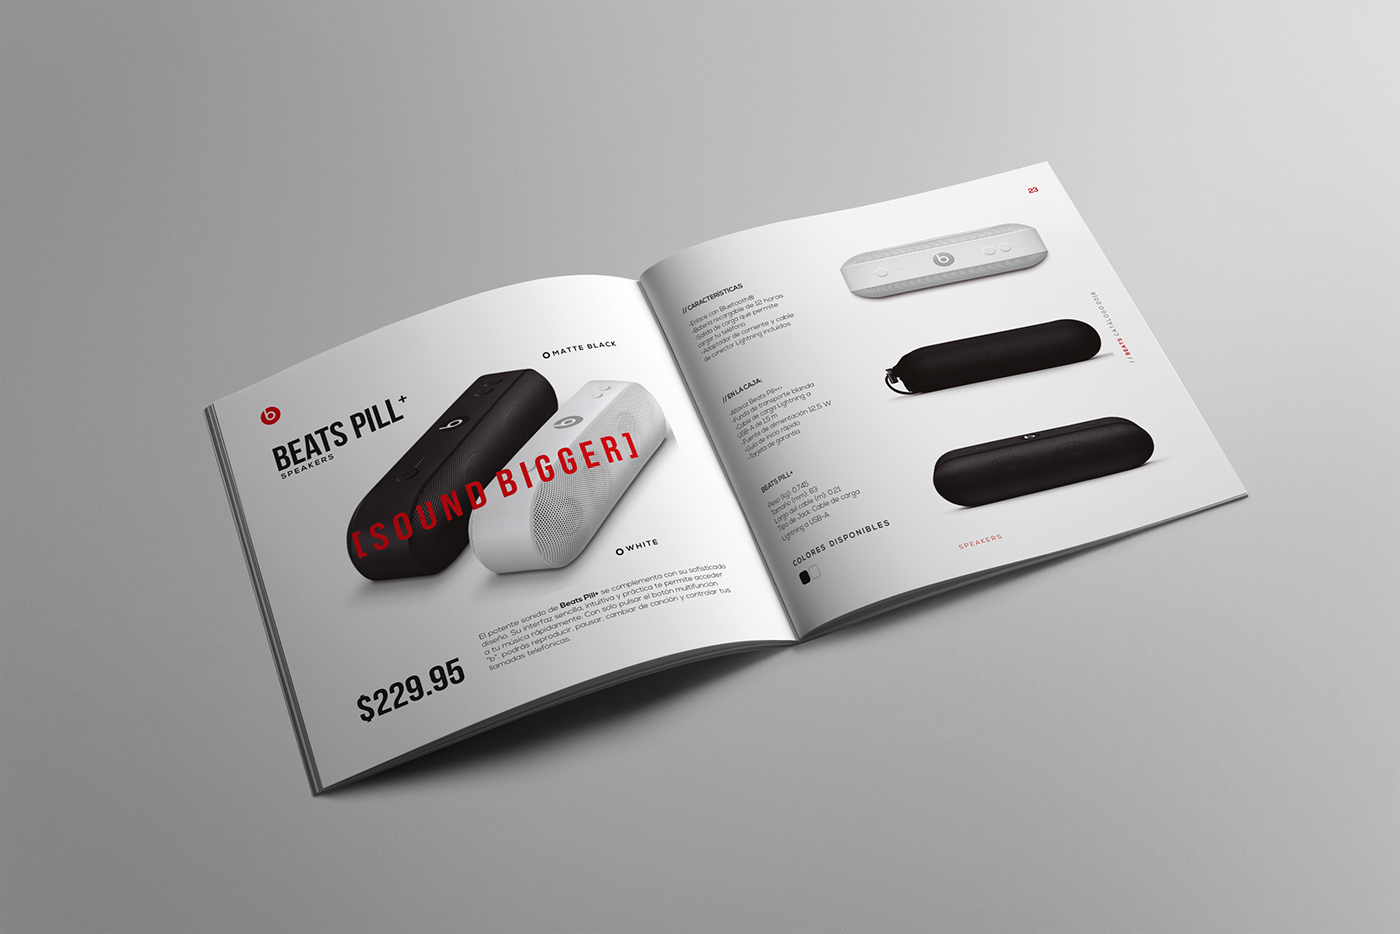 BEATS PILL+
SPEAKERS
MATTE BLACK
[SOUND BIGGER]
WHITE
El potente sonido de Beats Pill+ se complementa con su sofisticado
diseño. Su interfaz sencilla, intuitiva y práctica te permite acceder
a tu música rápidamente. Con solo pulsar el botón multifunción
"b", podrás reproducir, pausar, cambiar de canción y controlar tus
llamadas telefónicas.
$229.95
23
// CARACTERÍSTICAS
-Enlace con Bluetooth®
-Batería recargable de 12 horas
-Salida de carga que permite
cargar tu teléfono
-Adaptador de corriente y cable
de conector Lightning incluidos
// EN LA CAJA:
-Altavoz Beats Pill+
-Funda de transporte blanda
-Cable de carga Lightning a
USB-A de 1,5 m
-Fuente de alimentación 12,5 W
-Guía de inicio rápido
-Tarjeta de garantía
BEATS PILL+
Peso (kg): 0.745
Tamaño (mm): 63
Largo del cable (m): 0.21
Tipo de Jack: Cable de carga
Lightning a USB-A
COLORES DISPONIBLES
SPEAKERS
// BEATS CATÁLOGO 2016